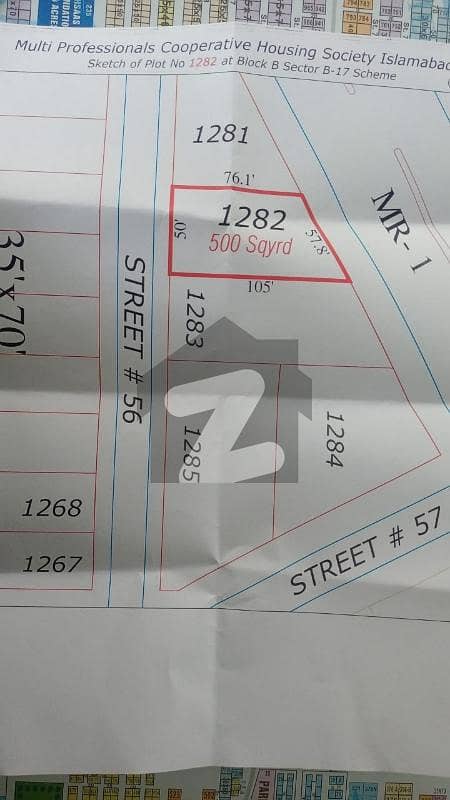 Multi Professionals Cooperative Housing Society Islamabad
Sketch of Plot No 1282 at Block B Sector B-17 Scheme
1281
76.1'
MR- 1
1282
50'
57.8'
500 Sqyrd
105'
35'X70'
STREET # 56
1283
1284
1285
1268
STREET # 57
1267